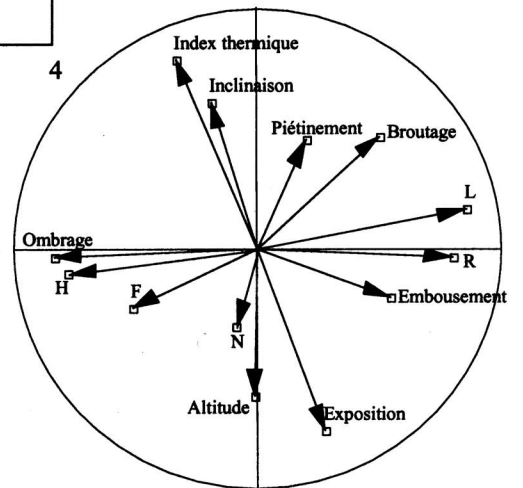 Index thermique
4
Inclinaison
Piétinement
Broutage
L
Ombrage
R
H
F
Embousement
N
Altitude
Exposition